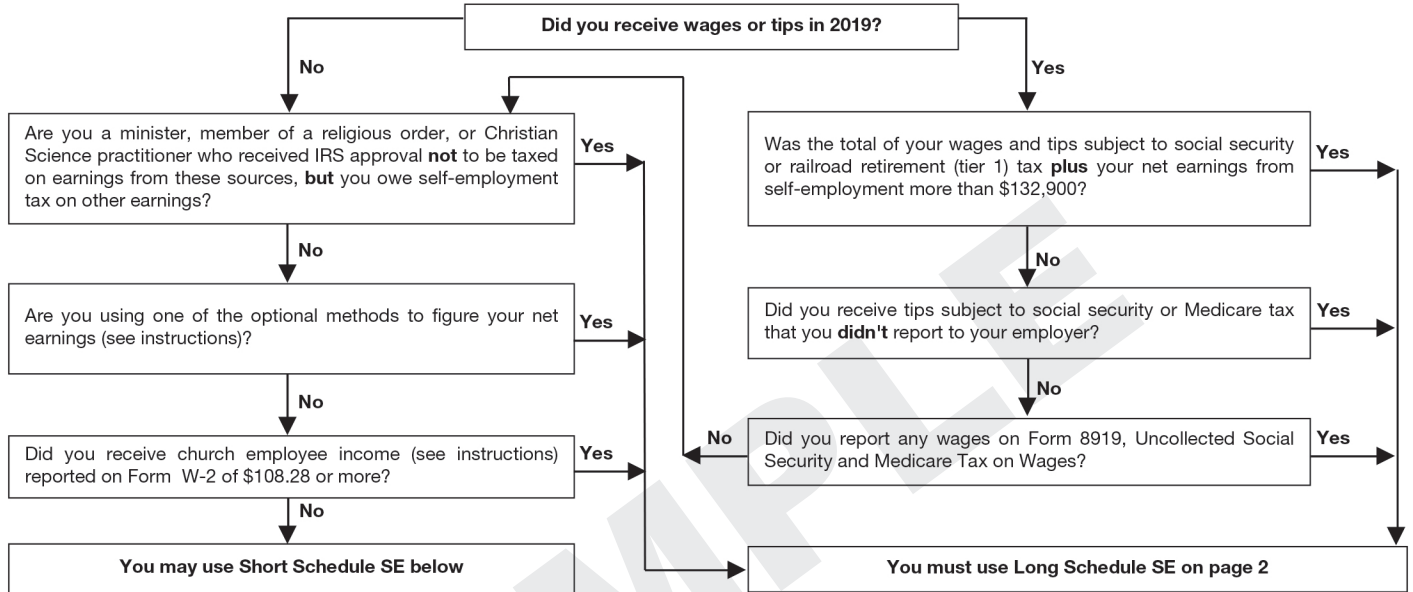 Did you receive wages or tips in 2019?
No
Yes
Are you a minister, member of a religious order, or Christian
Science practitioner who received IRS approval not to be taxed
on earnings from these sources, but you owe self-employment
tax on other earnings?
Yes
Was the total of your wages and tips subject to social security
or railroad retirement (tier 1) tax plus your net earnings from
self-employment more than $132,900?
Yes
No
No
Are you using one of the optional methods to figure your net
earnings (see instructions)?
Yes
Did you receive tips subject to social security or Medicare tax
that you didn't report to your employer?
Yes
No
No
Did you receive church employee income (see instructions)
reported on Form W-2 of $108.28 or more?
Yes
No
Did you report any wages on Form 8919, Uncollected Social
Security and Medicare Tax on Wages?
Yes
No
You may use Short Schedule SE below
You must use Long Schedule SE on page 2
MPLE